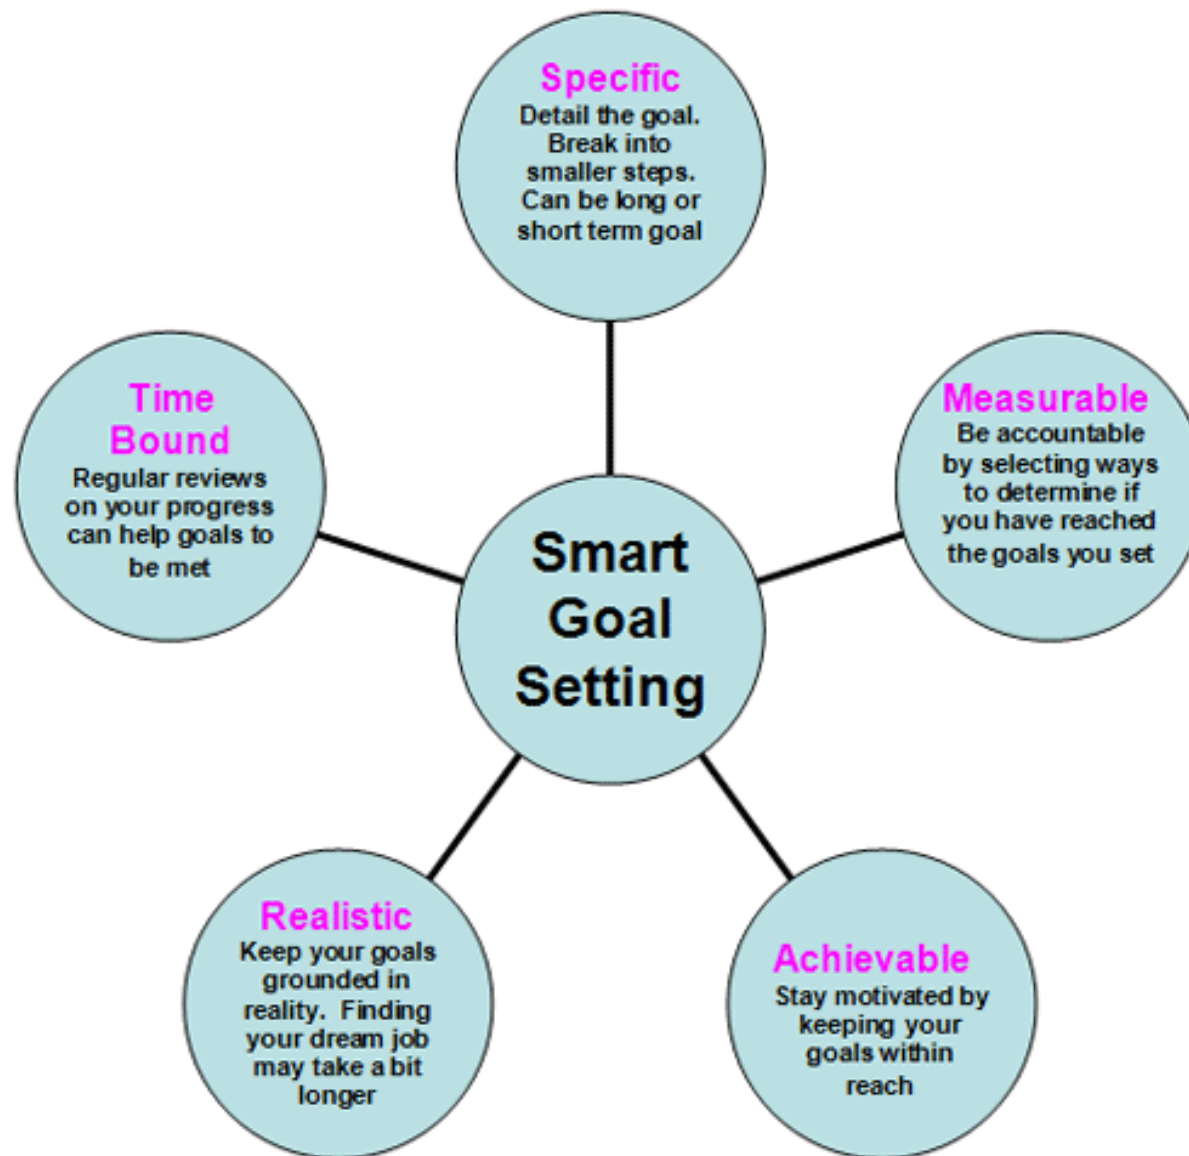 Specific
Detail the goal.
Break into
smaller steps.
Can be long or
short term goal
Time
Bound
Regular reviews
on your progress
can help goals to
be met
Measurable
Be accountable
by selecting ways
to determine if
you have reached
the goals you set
Smart
Goal
Setting
Realistic
Keep your goals
grounded in
reality.  Finding
your dream job
may take a bit
longer
Achievable
Stay motivated by
keeping your
goals within
reach